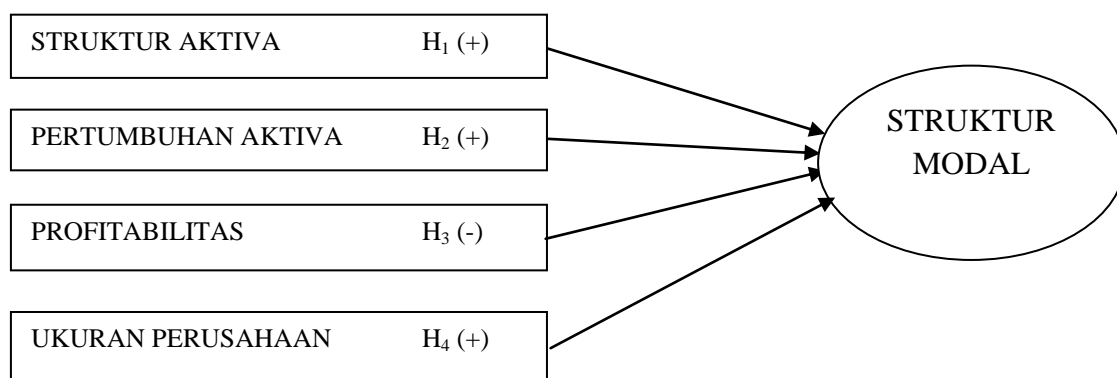 STRUKTUR AKTIVA H₁ (+)
PERTUMBUHAN AKTIVA H₂ (+)
PROFITABILITAS H₃ (-)
UKURAN PERUSAHAAN H₄ (+)
STRUKTUR
MODAL